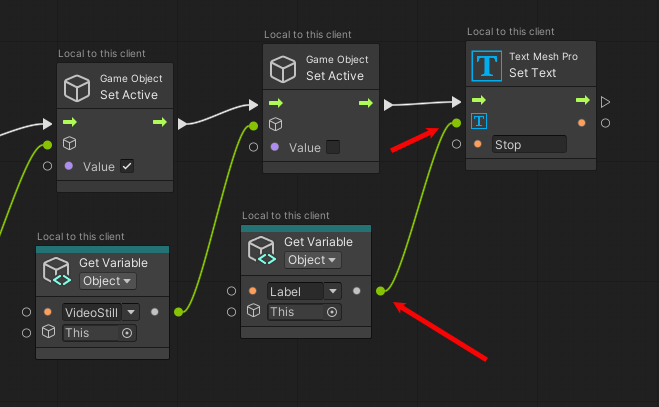 Local to this client
Game Object
Set Active
Value
Local to this client
Game Object
Set Active
Value
Local to this client
T
Text Mesh Pro
Set Text
T
Stop
Local to this client
Get Variable
Object
VideoStill
This
Local to this client
Get Variable
Object
Label
This